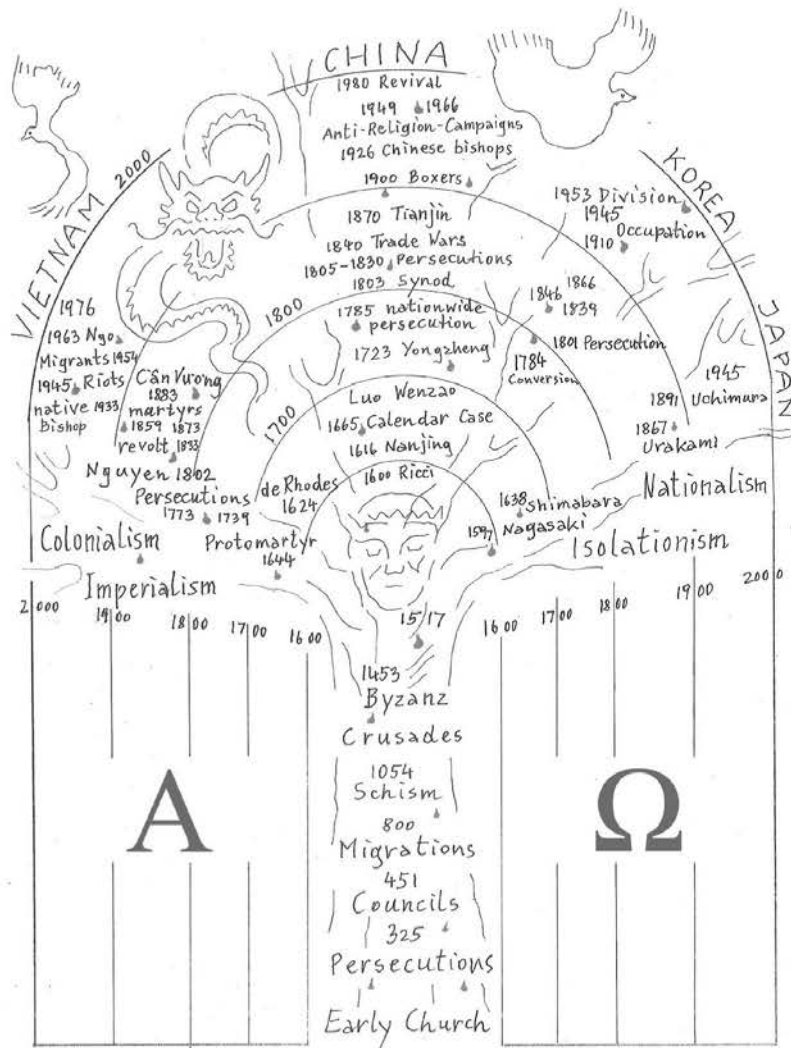 CHINA
1980 Revival
1949 1966
Anti-Religion-Campaigns
1926 Chinese bishops
1900 Boxers
1870 Tianjin
1840 Trade Wars
1805-1830 Persecutions
1803 Synod
1785 nationwide
persecution
1723 Yongzheng
Luo Wenzao
1665 Calendar Case
1616 Nanjing
1600 Ricci
VIETNAM 2000
1976
1963 Ngo
Migrants 1954
1945 Riots
native 1933
Bishop
Cân Vương
1883
martyrs
1859 1873
revolt 1833
Nguyen 1802
Persecutions
1773 1739
de Rhodes
1624
Protomartyr
1644
1800
1700
KOREA
1953 Division
1945
Occupation
1910
1866
1846
1839
1801 Persecution
1784
Conversion
JAPAN
1945
1891 Uchimura
1867
Urakami
1638 Shimabara
1597 Nagasaki
Nationalism
Isolationism
Colonialism
Imperialism
2000 1900 1800 1700 1600
1600 1700 1800 1900 2000
1517
1453
Byzanz
Crusades
1054
Schism
800
Migrations
451
Councils
325
Persecutions
Early Church
Α
Ω